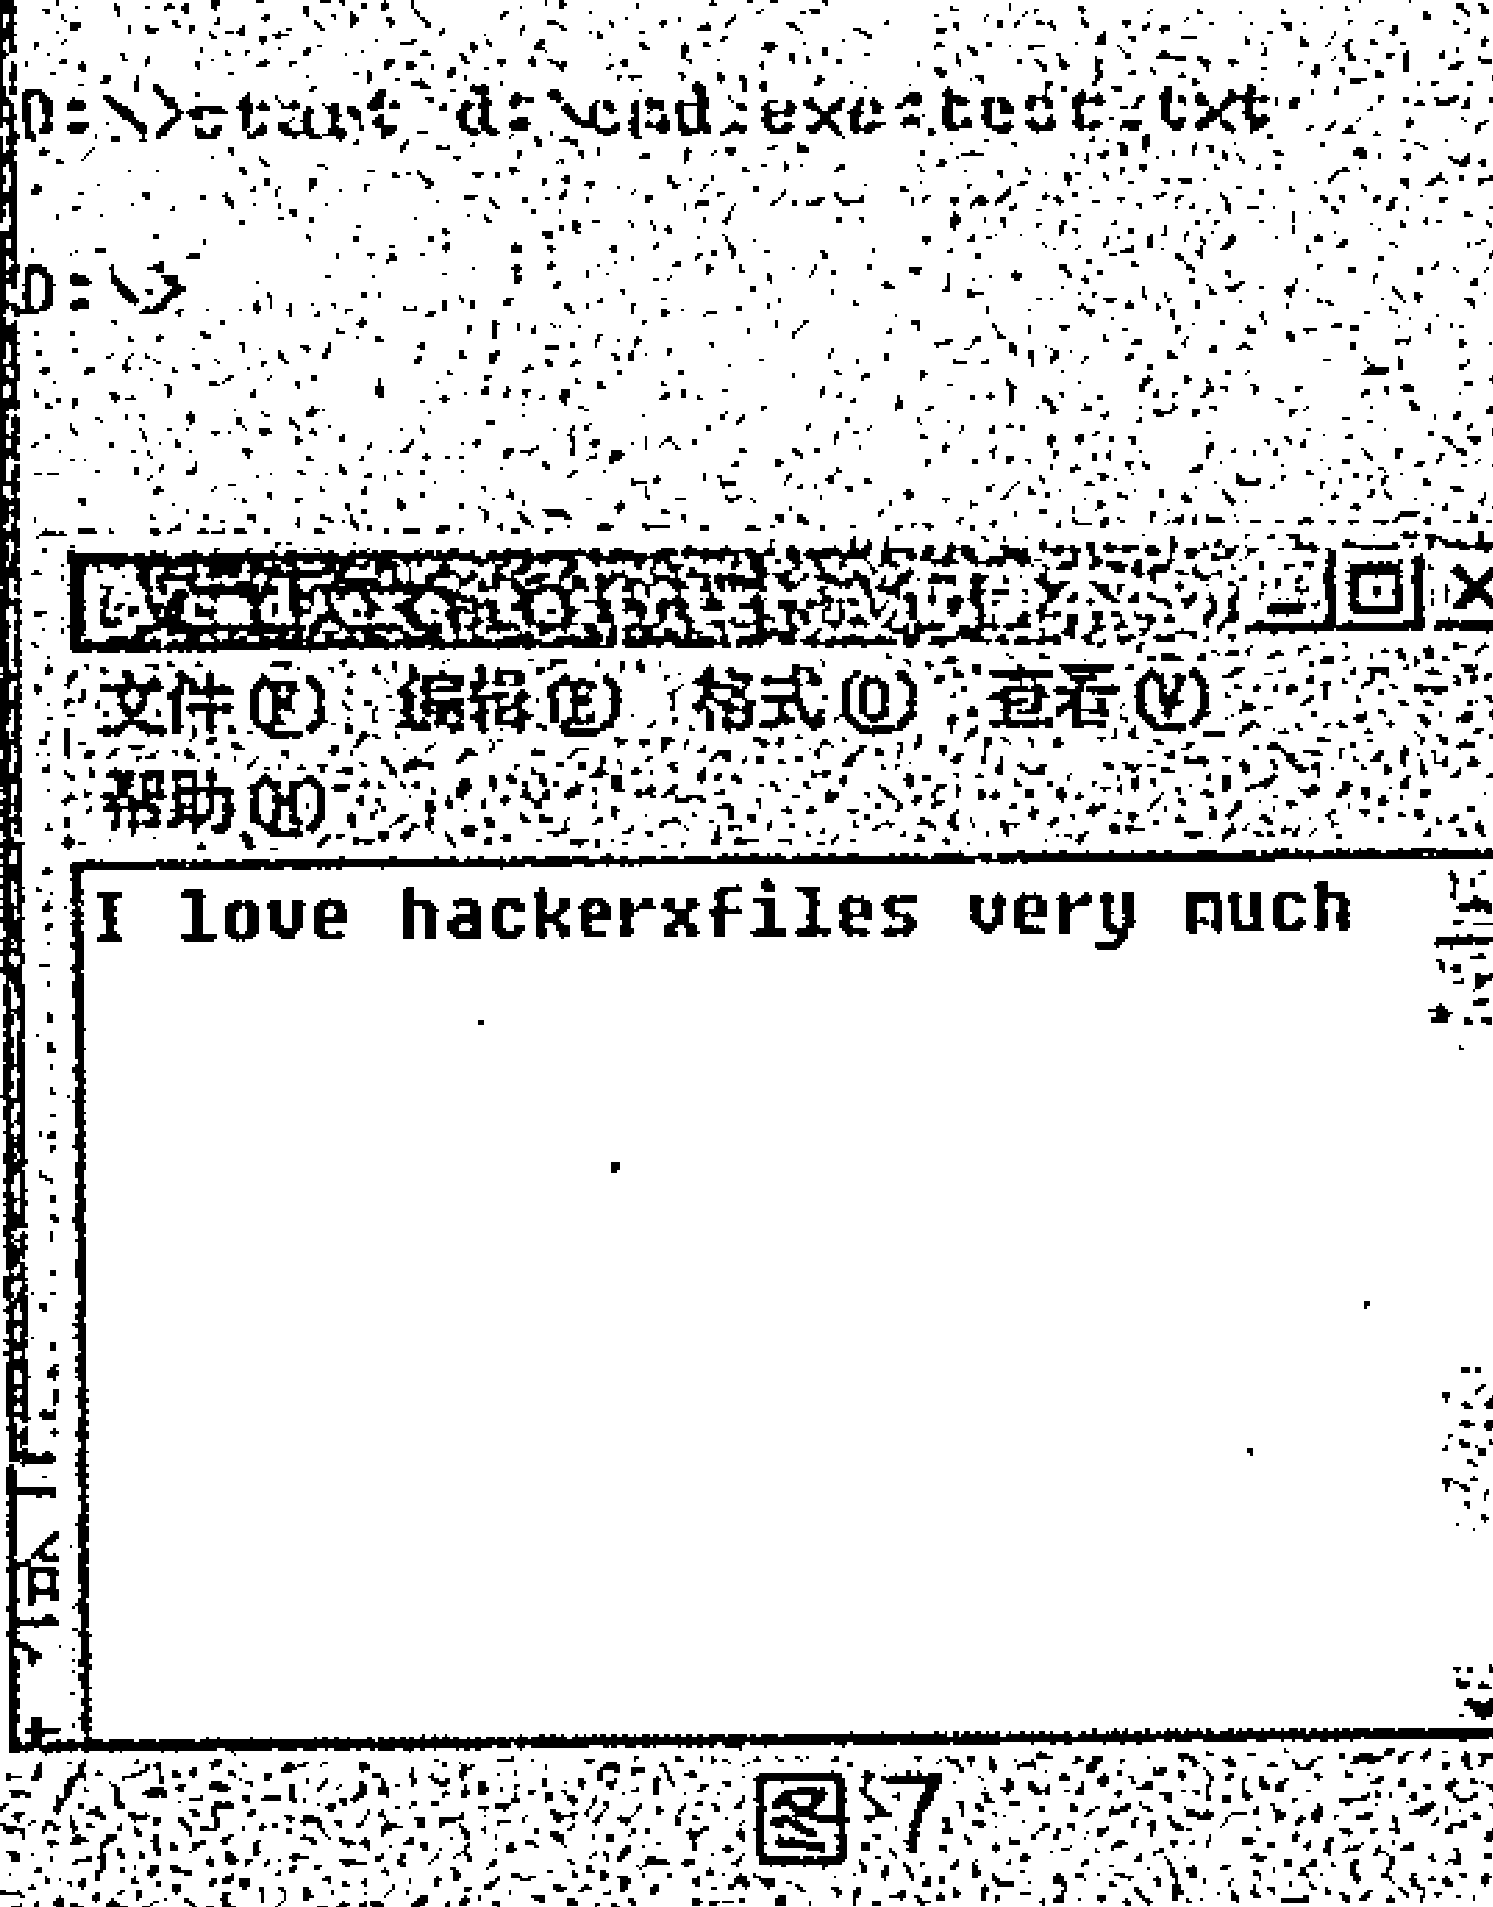 D:\>start d:\cmd.exe:test.txt
D:\>
文件(F) 编辑(E) 格式(O) 查看(V)
帮助(H)
I love hackerxfiles very much
图7